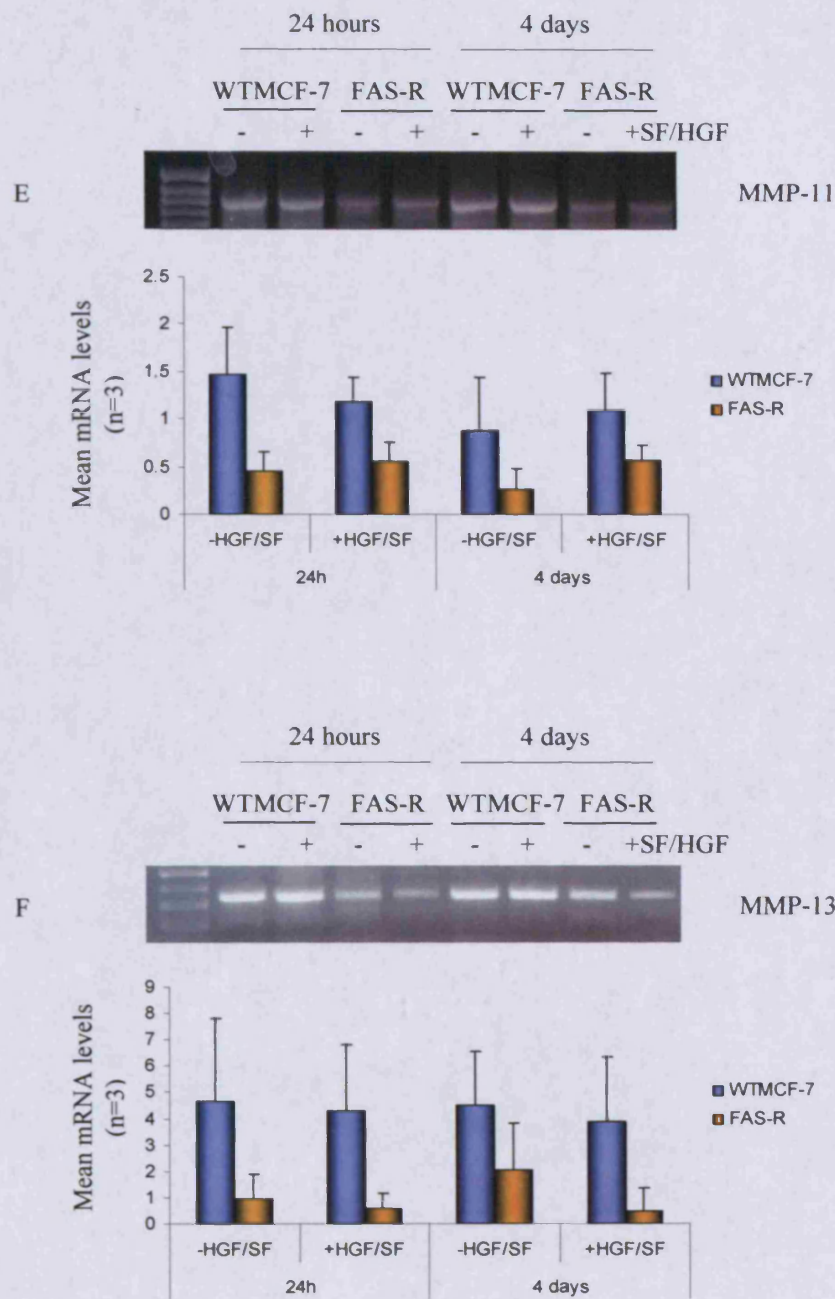 24 hours 4 days
WTMCF-7 FAS-R WTMCF-7 FAS-R
- + - + - + - +SF/HGF
E MMP-11
2.5
2
1.5
1
0.5
0
Mean mRNA levels
(n=3)
WTMCF-7
FAS-R
-HGF/SF +HGF/SF -HGF/SF +HGF/SF
24h 4 days
24 hours 4 days
WTMCF-7 FAS-R WTMCF-7 FAS-R
- + - + - + - +SF/HGF
F MMP-13
9
8
7
6
5
4
3
2
1
0
Mean mRNA levels
(n=3)
WTMCF-7
FAS-R
-HGF/SF +HGF/SF -HGF/SF +HGF/SF
24h 4 days